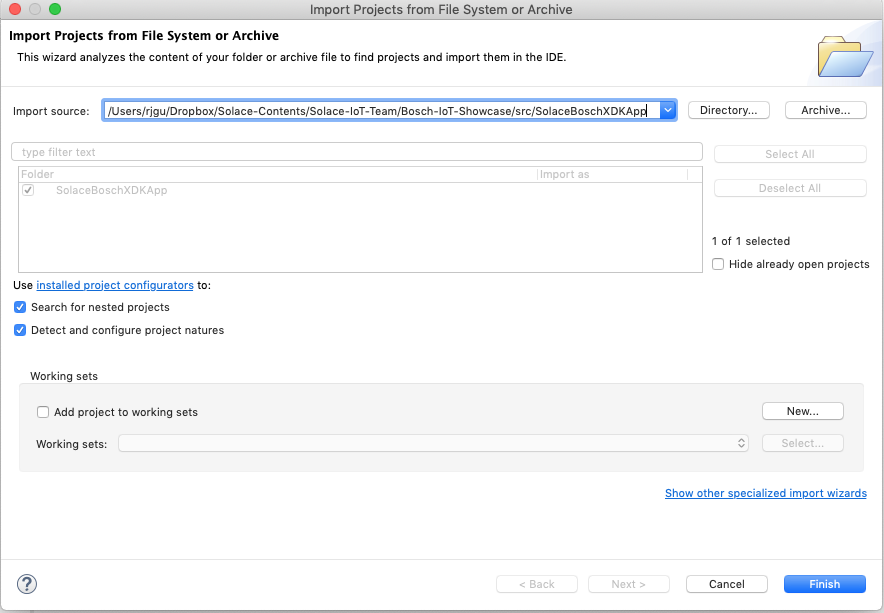 Import Projects from File System or Archive
Import Projects from File System or Archive
This wizard analyzes the content of your folder or archive file to find projects and import them in the IDE.
Import source: /Users/rjgu/Dropbox/Solace-Contents/Solace-IoT-Team/Bosch-IoT-Showcase/src/SolaceBoschXDKApp Directory... Archive...
type filter text Select All
Folder Import as
SolaceBoschXDKApp Deselect All
1 of 1 selected
Hide already open projects
Use installed project configurators to:
Search for nested projects
Detect and configure project natures
Working sets
Add project to working sets New...
Working sets: Select...
Show other specialized import wizards
? < Back Next > Cancel Finish